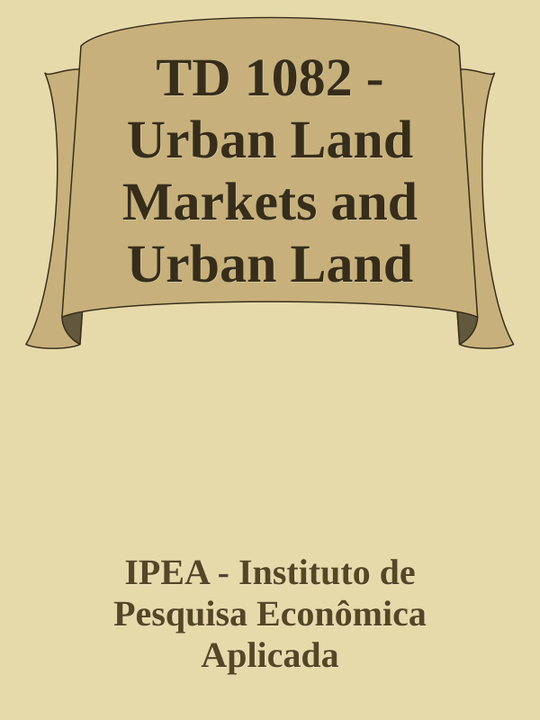 TD 1082 -
Urban Land
Markets and
Urban Land
IPEA - Instituto de
Pesquisa Econômica
Aplicada